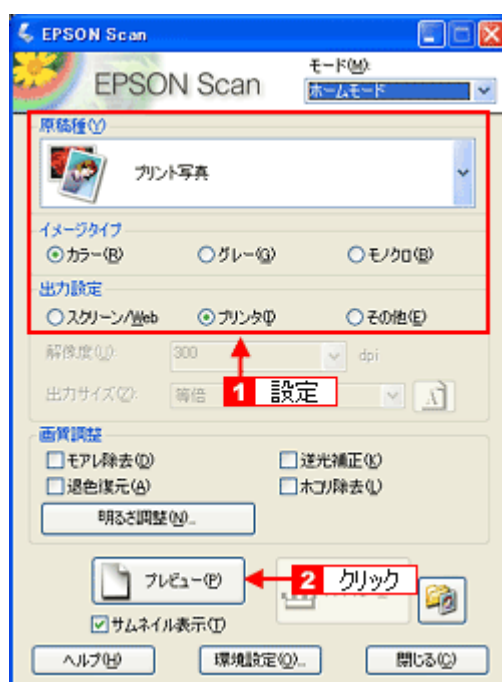 EPSON Scan
EPSON Scan
モード(M):
ホームモード
原稿種(Y)
プリント写真
イメージタイプ
カラー(R) グレー(G) モノクロ(B)
出力設定
スクリーン/Web プリンタ(I) その他(E)
解像度(U): 300 dpi
出力サイズ(Z): 等倍
1 設定
画質調整
モアレ除去(D) 逆光補正(K)
退色復元(A) ホコリ除去(L)
明るさ調整(N)...
プレビュー(P)
2 クリック
サムネイル表示(T)
ヘルプ(H) 環境設定(O)... 閉じる(C)